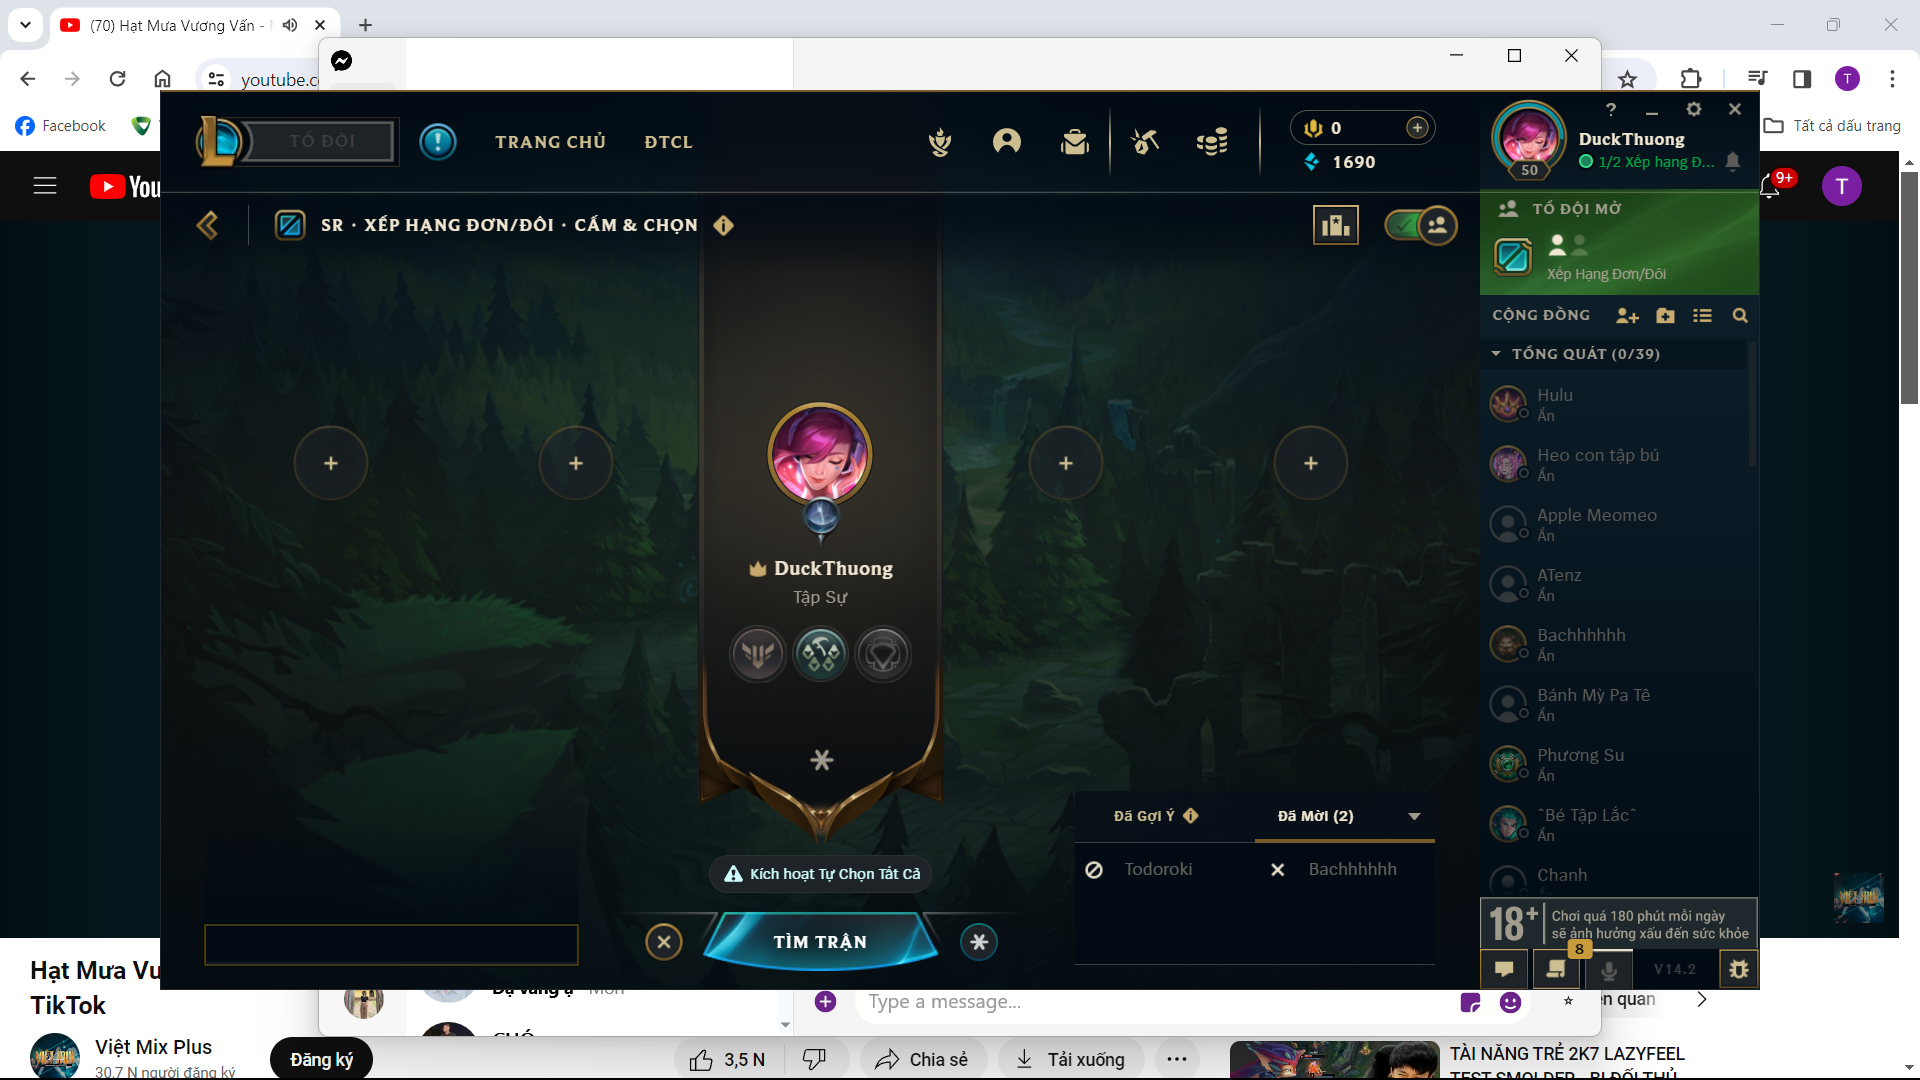 (70) Hạt Mưa Vương Vấn -
youtube.c
Facebook
Tất cả dấu trang
TỔ ĐỘI
TRANG CHỦ
ĐTCL
0
1690
50
DuckThuong
1/2 Xếp hạng Đ...
You
9+
T
SR · XẾP HẠNG ĐƠN/ĐÔI · CẤM & CHỌN
TỔ ĐỘI MỞ
Xếp Hạng Đơn/Đôi
CỘNG ĐỒNG
TỔNG QUÁT (0/39)
Hulu
Ẩn
Heo con tập bú
Ẩn
Apple Meomeo
Ẩn
ATenz
Ẩn
Bachhhhhh
Ẩn
Bánh Mỳ Pa Tê
Ẩn
Phương Su
Ẩn
ˆBé Tập Lắcˆ
Ẩn
Chanh
DuckThuong
Tập Sự
Đã Gợi Ý
Đã Mời (2)
Todoroki
Bachhhhhh
Kích hoạt Tự Chọn Tất Cả
TÌM TRẬN
18+
Chơi quá 180 phút mỗi ngày
sẽ ảnh hưởng xấu đến sức khỏe
8
V14.2
Hạt Mưa Vư
TikTok
Type a message...
ên quan
Việt Mix Plus
30,7 N người đăng ký
Đăng ký
3,5 N
Chia sẻ
Tải xuống
TÀI NĂNG TRẺ 2K7 LAZYFEEL
TEST SMOLDER - BỊ ĐỐI THỦ